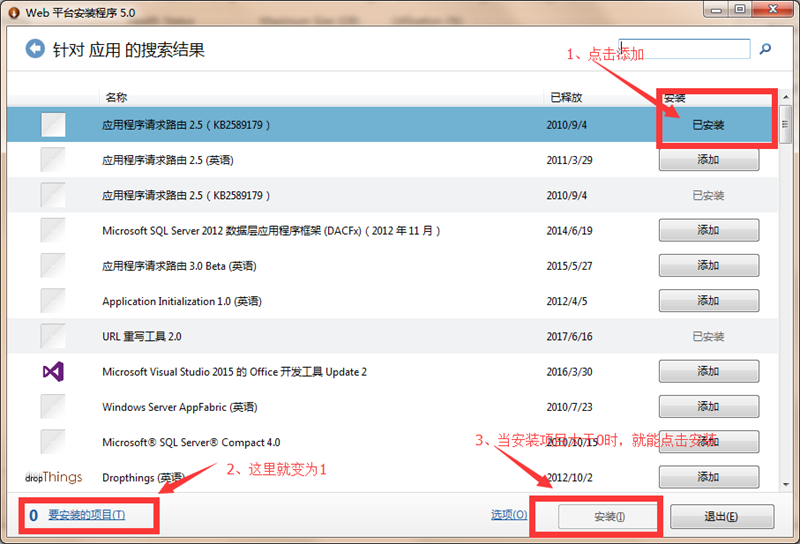 Web 平台安装程序 5.0
针对 应用 的搜索结果
1、点击添加
名称 已释放 安装
应用程序请求路由 2.5（KB2589179） 2010/9/4 已安装
应用程序请求路由 2.5 (英语) 2011/3/29 添加
应用程序请求路由 2.5（KB2589179） 2010/9/4 已安装
Microsoft SQL Server 2012 数据层应用程序框架 (DACFx)（2012 年 11 月） 2014/6/19 添加
应用程序请求路由 3.0 Beta (英语) 2015/5/27 添加
Application Initialization 1.0 (英语) 2012/4/5 添加
URL 重写工具 2.0 2017/6/16 已安装
Microsoft Visual Studio 2015 的 Office 开发工具 Update 2 2016/3/30 添加
Windows Server AppFabric (英语) 2010/7/23 添加
3、当安装项目大于0时，就能点击安装
Microsoft® SQL Server® Compact 4.0 2010/10/15 添加
2、这里就变为1
dropThings Dropthings (英语) 2012/10/2 添加
0 要安装的项目(T) 选项(O) 安装(I) 退出(E)